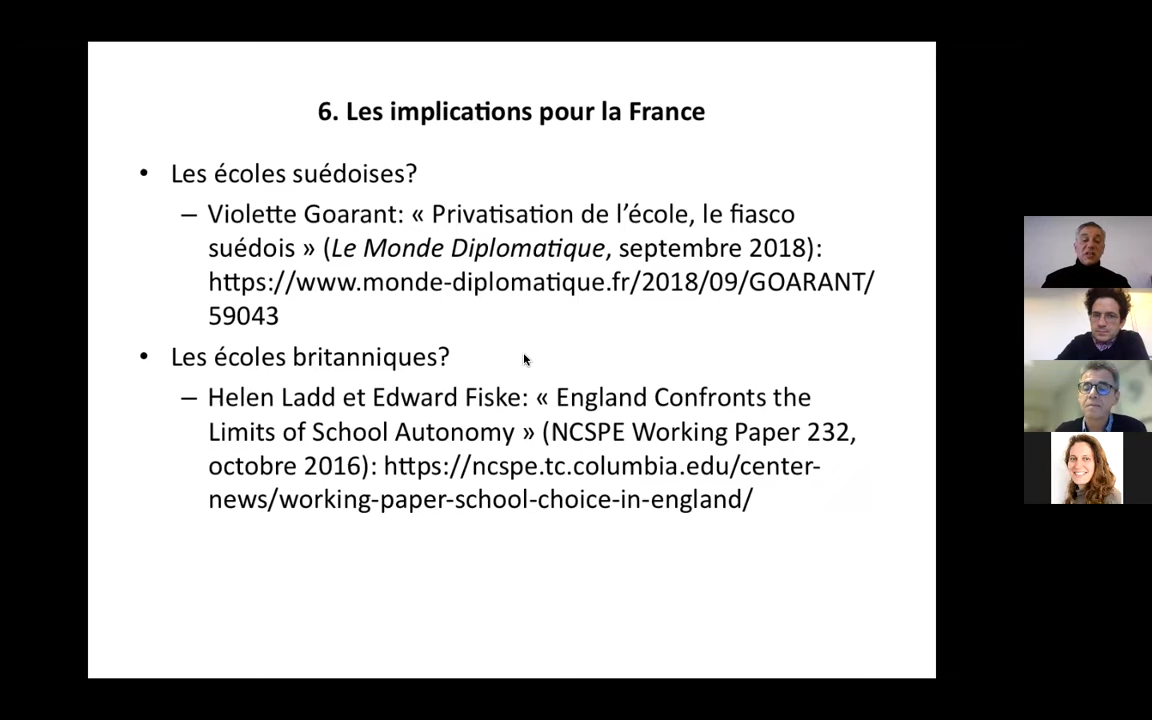 6. Les implications pour la France
• Les écoles suédoises?
– Violette Goarant: « Privatisation de l’école, le fiasco
suédois » (Le Monde Diplomatique, septembre 2018):
https://www.monde-diplomatique.fr/2018/09/GOARANT/
59043
• Les écoles britanniques?
– Helen Ladd et Edward Fiske: « England Confronts the
Limits of School Autonomy » (NCSPE Working Paper 232,
octobre 2016): https://ncspe.tc.columbia.edu/center-
news/working-paper-school-choice-in-england/